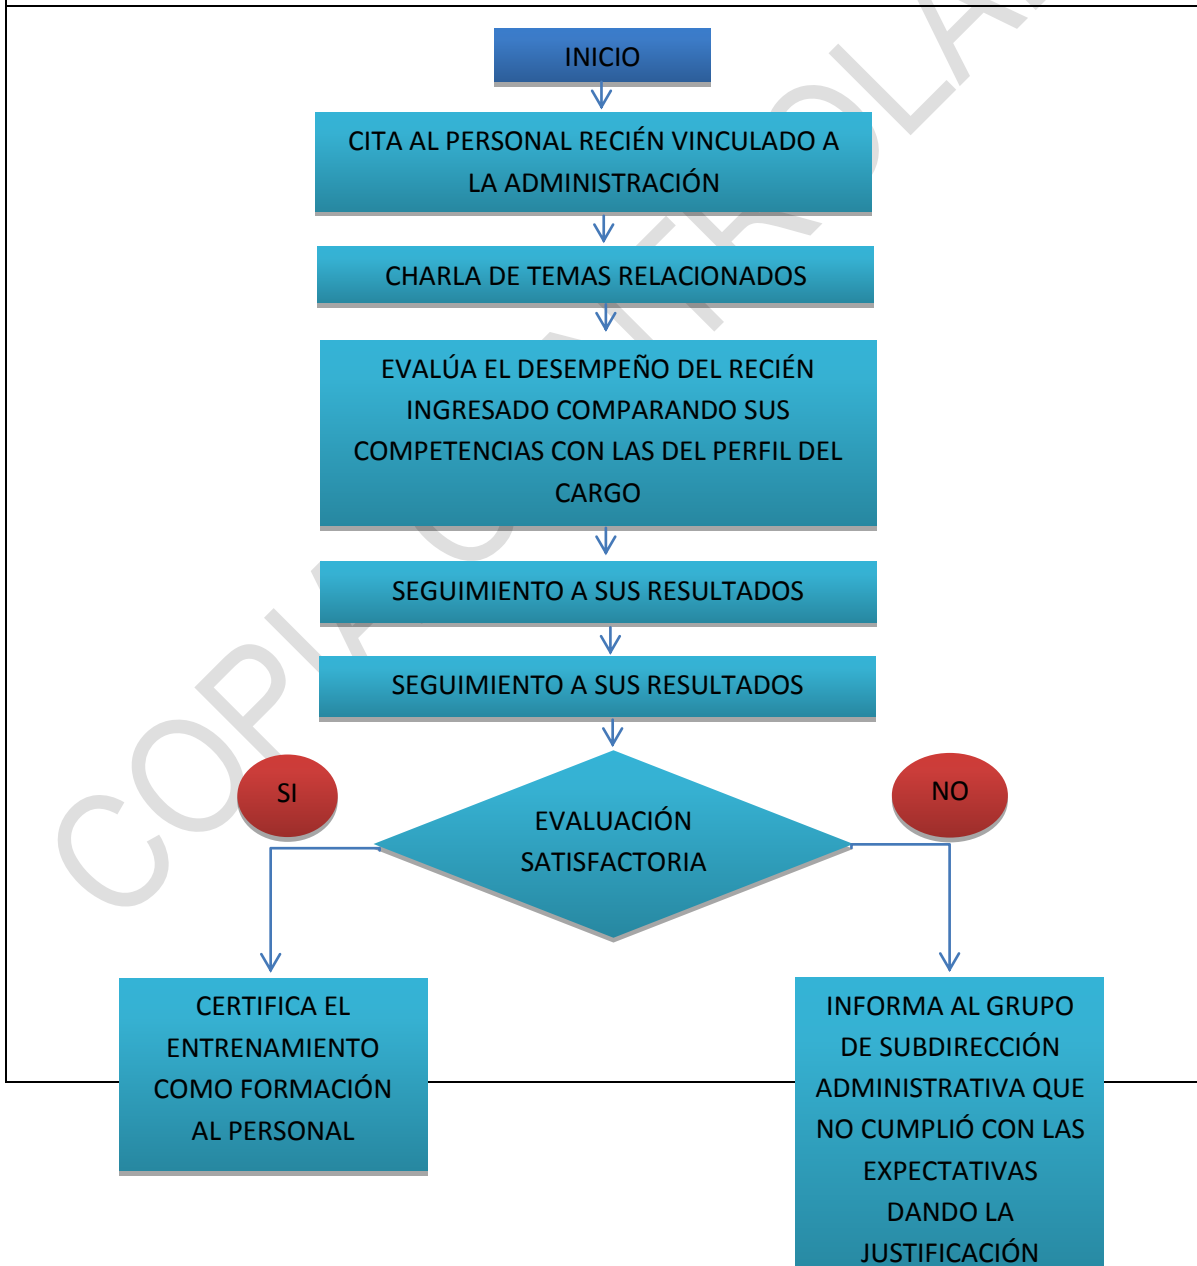 INICIO
CITA AL PERSONAL RECIÉN VINCULADO A
LA ADMINISTRACIÓN
CHARLA DE TEMAS RELACIONADOS
EVALÚA EL DESEMPEÑO DEL RECIÉN
INGRESADO COMPARANDO SUS
COMPETENCIAS CON LAS DEL PERFIL DEL
CARGO
SEGUIMIENTO A SUS RESULTADOS
SEGUIMIENTO A SUS RESULTADOS
SI
NO
EVALUACIÓN
SATISFACTORIA
CERTIFICA EL
ENTRENAMIENTO
COMO FORMACIÓN
AL PERSONAL
INFORMA AL GRUPO
DE SUBDIRECCIÓN
ADMINISTRATIVA QUE
NO CUMPLIÓ CON LAS
EXPECTATIVAS
DANDO LA
JUSTIFICACIÓN
COPIA